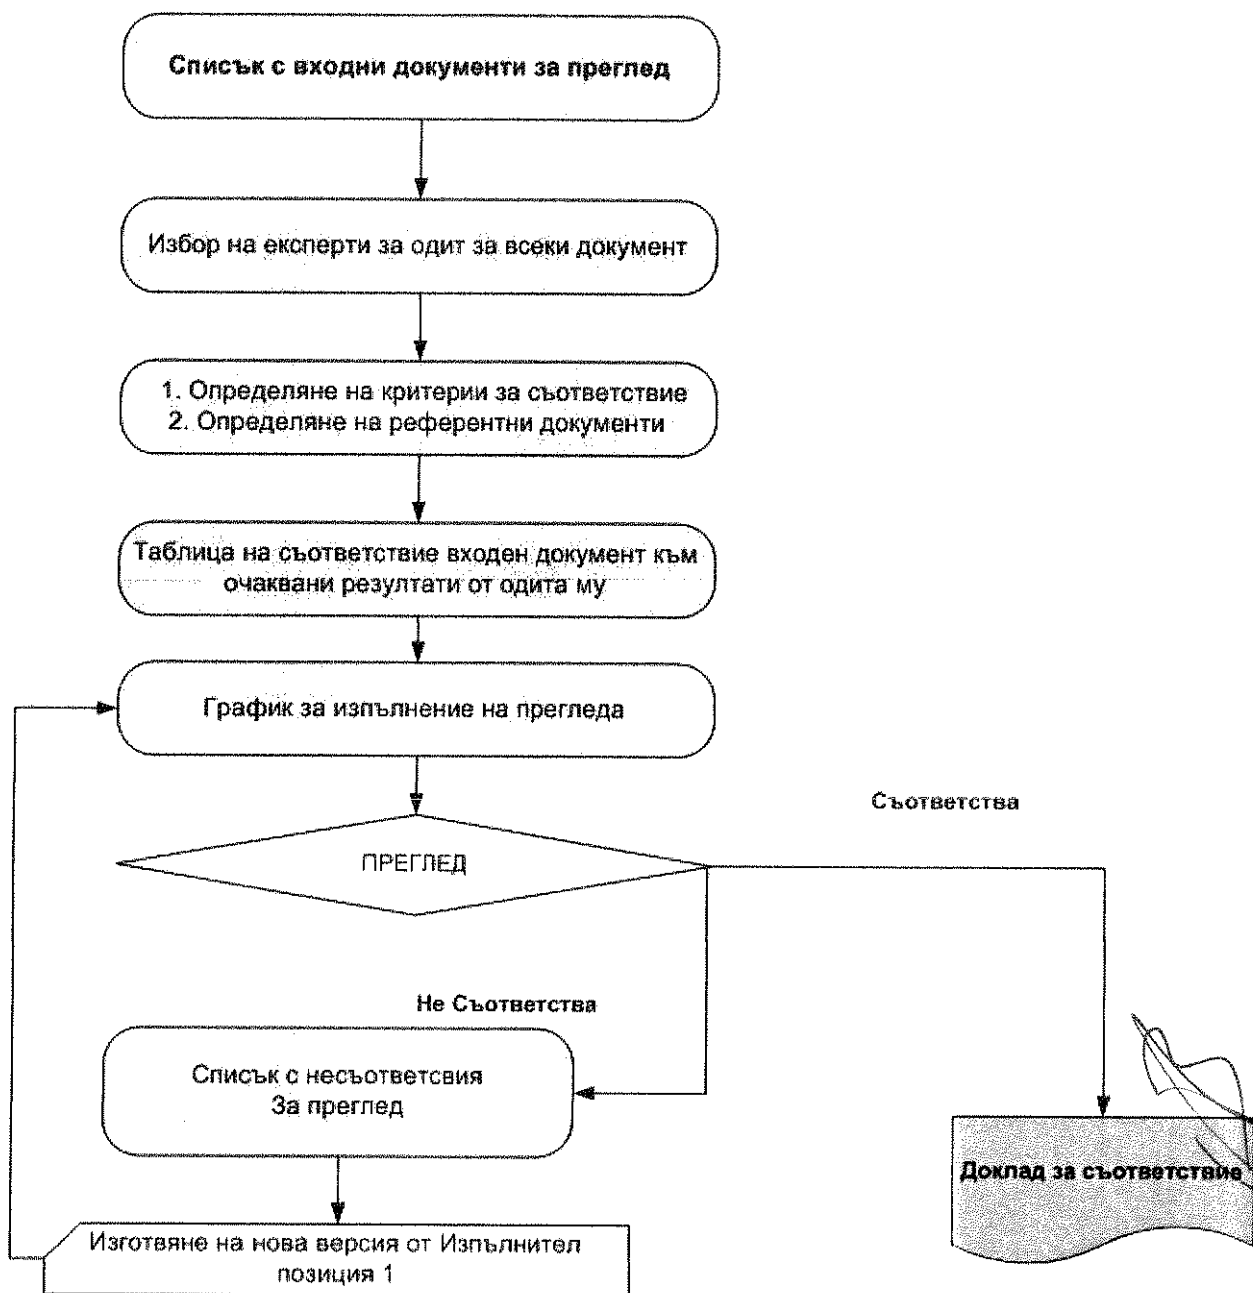 Списък с входни документи за преглед
Избор на експерти за одит за всеки документ
1. Определяне на критерии за съответствие
2. Определяне на референтни документи
Таблица на съответствие входен документ към
очаквани резултати от одита му
График за изпълнение на прегледа
Съответства
ПРЕГЛЕД
Не Съответства
Списък с несъответсвия
За преглед
Доклад за съответствие
Изготвяне на нова версия от Изпълнител
позиция 1